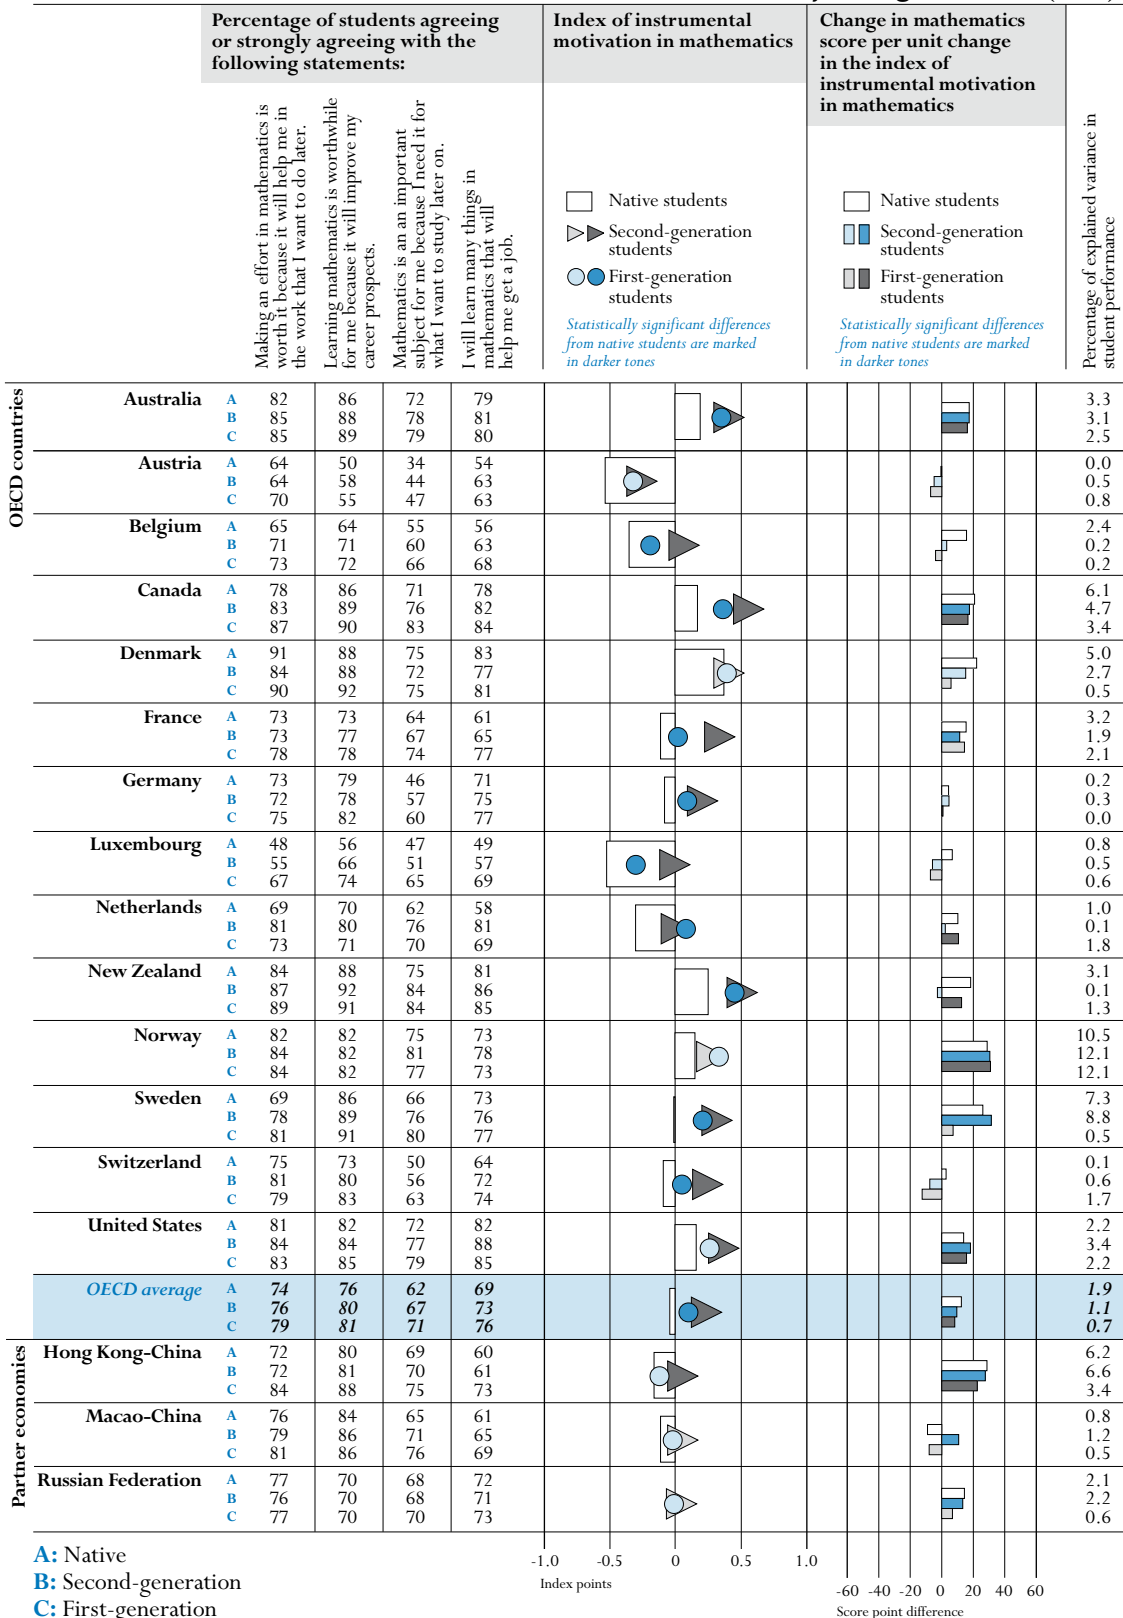 Percentage of students agreeing
or strongly agreeing with the
following statements:
Index of instrumental
motivation in mathematics
Change in mathematics
score per unit change
in the index of
instrumental motivation
in mathematics
Making an effort in mathematics is
worth it because it will help me in
the work that I want to do later.
Learning mathematics is worthwhile
for me because it will improve my
career prospects.
Mathematics is an an important
subject for me because I need it for
what I want to study later on.
I will learn many things in
mathematics that will
help me get a job.
Native students
Second-generation
students
First-generation
students
Statistically significant differences
from native students are marked
in darker tones
Native students
Second-generation
students
First-generation
students
Statistically significant differences
from native students are marked
in darker tones
Percentage of explained variance in
student performance
OECD countries
Australia A 82 86 72 79 3.3
B 85 88 78 81 3.1
C 85 89 79 80 2.5
Austria A 64 50 34 54 0.0
B 64 58 44 63 0.5
C 70 55 47 63 0.8
Belgium A 65 64 55 56 2.4
B 71 71 60 63 0.2
C 73 72 66 68 0.2
Canada A 78 86 71 78 6.1
B 83 89 76 82 4.7
C 87 90 83 84 3.4
Denmark A 91 88 75 83 5.0
B 84 88 72 77 2.7
C 90 92 75 81 0.5
France A 73 73 64 61 3.2
B 73 77 67 65 1.9
C 78 78 74 77 2.1
Germany A 73 79 46 71 0.2
B 72 78 57 75 0.3
C 75 82 60 77 0.0
Luxembourg A 48 56 47 49 0.8
B 55 66 51 57 0.5
C 67 74 65 69 0.6
Netherlands A 69 70 62 58 1.0
B 81 80 76 81 0.1
C 73 71 70 69 1.8
New Zealand A 84 88 75 81 3.1
B 87 92 84 86 0.1
C 89 91 84 85 1.3
Norway A 82 82 75 73 10.5
B 84 82 81 78 12.1
C 84 82 77 73 12.1
Sweden A 69 86 66 73 7.3
B 78 89 76 76 8.8
C 81 91 80 77 0.5
Switzerland A 75 73 50 64 0.1
B 81 80 56 72 0.6
C 79 83 63 74 1.7
United States A 81 82 72 82 2.2
B 84 84 77 88 3.4
C 83 85 79 85 2.2
OECD average A 74 76 62 69 1.9
B 76 80 67 73 1.1
C 79 81 71 76 0.7
Partner economies
Hong Kong-China A 72 80 69 60 6.2
B 72 81 70 61 6.6
C 84 88 75 73 3.4
Macao-China A 76 84 65 61 0.8
B 79 86 71 65 1.2
C 81 86 76 69 0.5
Russian Federation A 77 70 68 72 2.1
B 76 70 68 71 2.2
C 77 70 70 73 0.6
-1.0 -0.5 0 0.5 1.0
Index points
-60 -40 -20 0 20 40 60
Score point difference
A: Native
B: Second-generation
C: First-generation